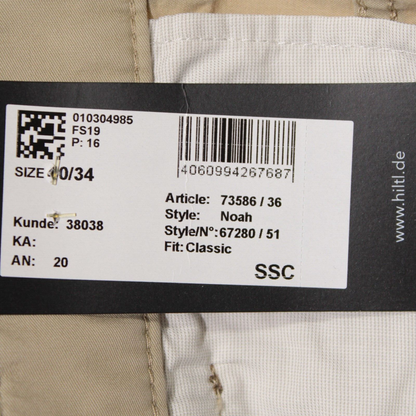 010304985
FS19
P: 16
4060994267687
SIZE 40/34
Article: 73586 / 36
Style: Noah
Style/N°: 67280 / 51
Fit: Classic
Kunde: 38038
KA:
AN: 20
SSC
www.hiltl.de